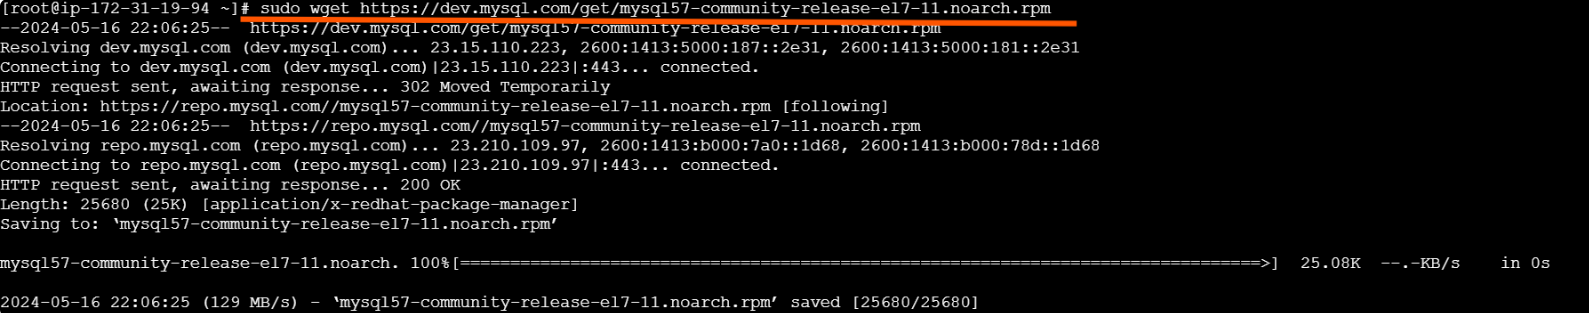 [root@ip-172-31-19-94 ~]# sudo wget https://dev.mysql.com/get/mysql57-community-release-el7-11.noarch.rpm
--2024-05-16 22:06:25--  https://dev.mysql.com/get/mysql57-community-release-el7-11.noarch.rpm
Resolving dev.mysql.com (dev.mysql.com)... 23.15.110.223, 2600:1413:5000:187::2e31, 2600:1413:5000:181::2e31
Connecting to dev.mysql.com (dev.mysql.com)|23.15.110.223|:443... connected.
HTTP request sent, awaiting response... 302 Moved Temporarily
Location: https://repo.mysql.com//mysql57-community-release-el7-11.noarch.rpm [following]
--2024-05-16 22:06:25--  https://repo.mysql.com//mysql57-community-release-el7-11.noarch.rpm
Resolving repo.mysql.com (repo.mysql.com)... 23.210.109.97, 2600:1413:b000:7a0::1d68, 2600:1413:b000:78d::1d68
Connecting to repo.mysql.com (repo.mysql.com)|23.210.109.97|:443... connected.
HTTP request sent, awaiting response... 200 OK
Length: 25680 (25K) [application/x-redhat-package-manager]
Saving to: ‘mysql57-community-release-el7-11.noarch.rpm’
mysql57-community-release-el7-11.noarch. 100%[================================================================================>]  25.08K  --.-KB/s    in 0s
2024-05-16 22:06:25 (129 MB/s) - ‘mysql57-community-release-el7-11.noarch.rpm’ saved [25680/25680]